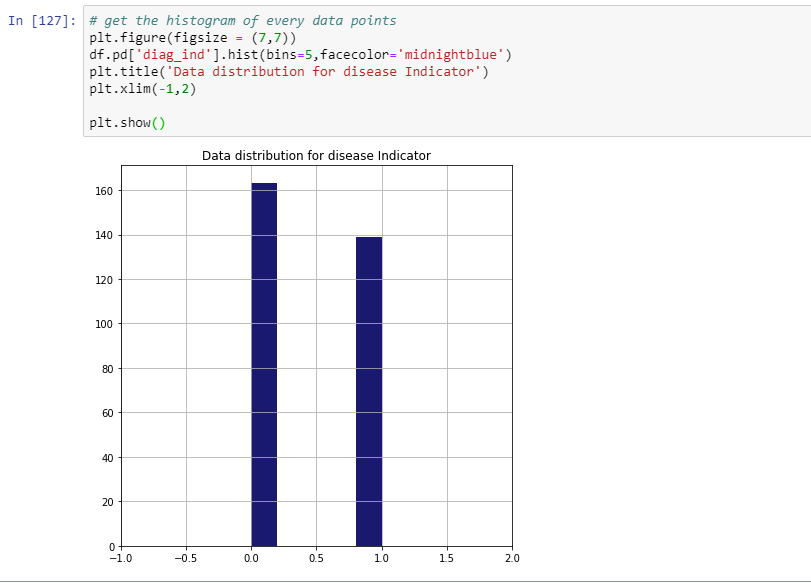 In [127]: # get the histogram of every data points
plt.figure(figsize = (7,7))
df.pd['diag_ind'].hist(bins=5,facecolor='midnightblue')
plt.title('Data distribution for disease Indicator')
plt.xlim(-1,2)
plt.show()
Data distribution for disease Indicator
160
140
120
100
80
60
40
20
0
−1.0 −0.5 0.0 0.5 1.0 1.5 2.0